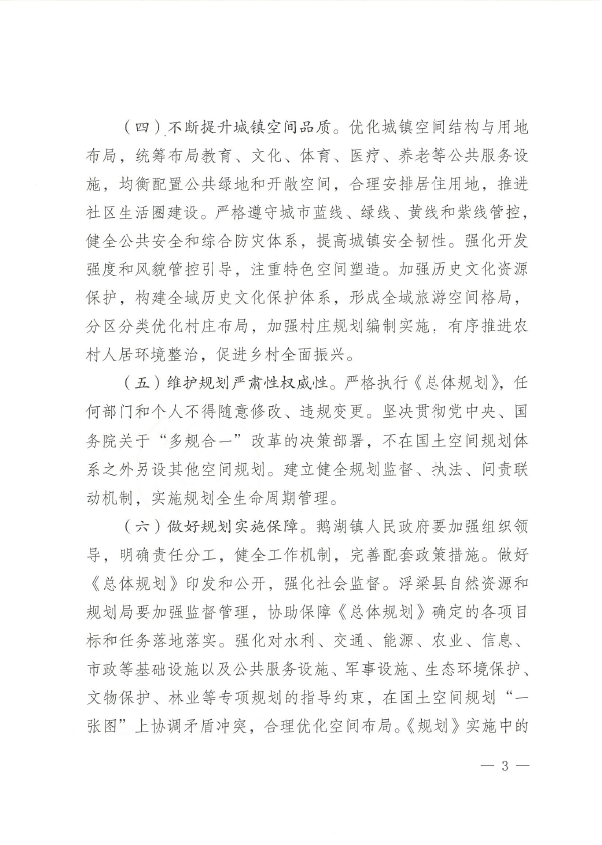 （四）不断提升城镇空间品质。优化城镇空间结构与用地
布局，统筹布局教育、文化、体育、医疗、养老等公共服务设
施，均衡配置公共绿地和开敞空间，合理安排居住用地，推进
社区生活圈建设。严格遵守城市蓝线、绿线、黄线和紫线管控，
健全公共安全和综合防灾体系，提高城镇安全韧性。强化开发
强度和风貌管控引导，注重特色空间塑造。加强历史文化资源
保护，构建全域历史文化保护体系，形成全域旅游空间格局，
分区分类优化村庄布局，加强村庄规划编制实施，有序推进农
村人居环境整治，促进乡村全面振兴。
（五）维护规划严肃性权威性。严格执行《总体规划》，任
何部门和个人不得随意修改、违规变更。坚决贯彻党中央、国
务院关于“多规合一”改革的决策部署，不在国土空间规划体
系之外另设其他空间规划。建立健全规划监督、执法、问责联
动机制，实施规划全生命周期管理。
（六）做好规划实施保障。鹅湖镇人民政府要加强组织领
导，明确责任分工，健全工作机制，完善配套政策措施。做好
《总体规划》印发和公开，强化社会监督。浮梁县自然资源和
规划局要加强监督管理，协助保障《总体规划》确定的各项目
标和任务落地落实。强化对水利、交通、能源、农业、信息、
市政等基础设施以及公共服务设施、军事设施、生态环境保护、
文物保护、林业等专项规划的指导约束，在国土空间规划“一
张图”上协调矛盾冲突，合理优化空间布局。《规划》实施中的
— 3 —